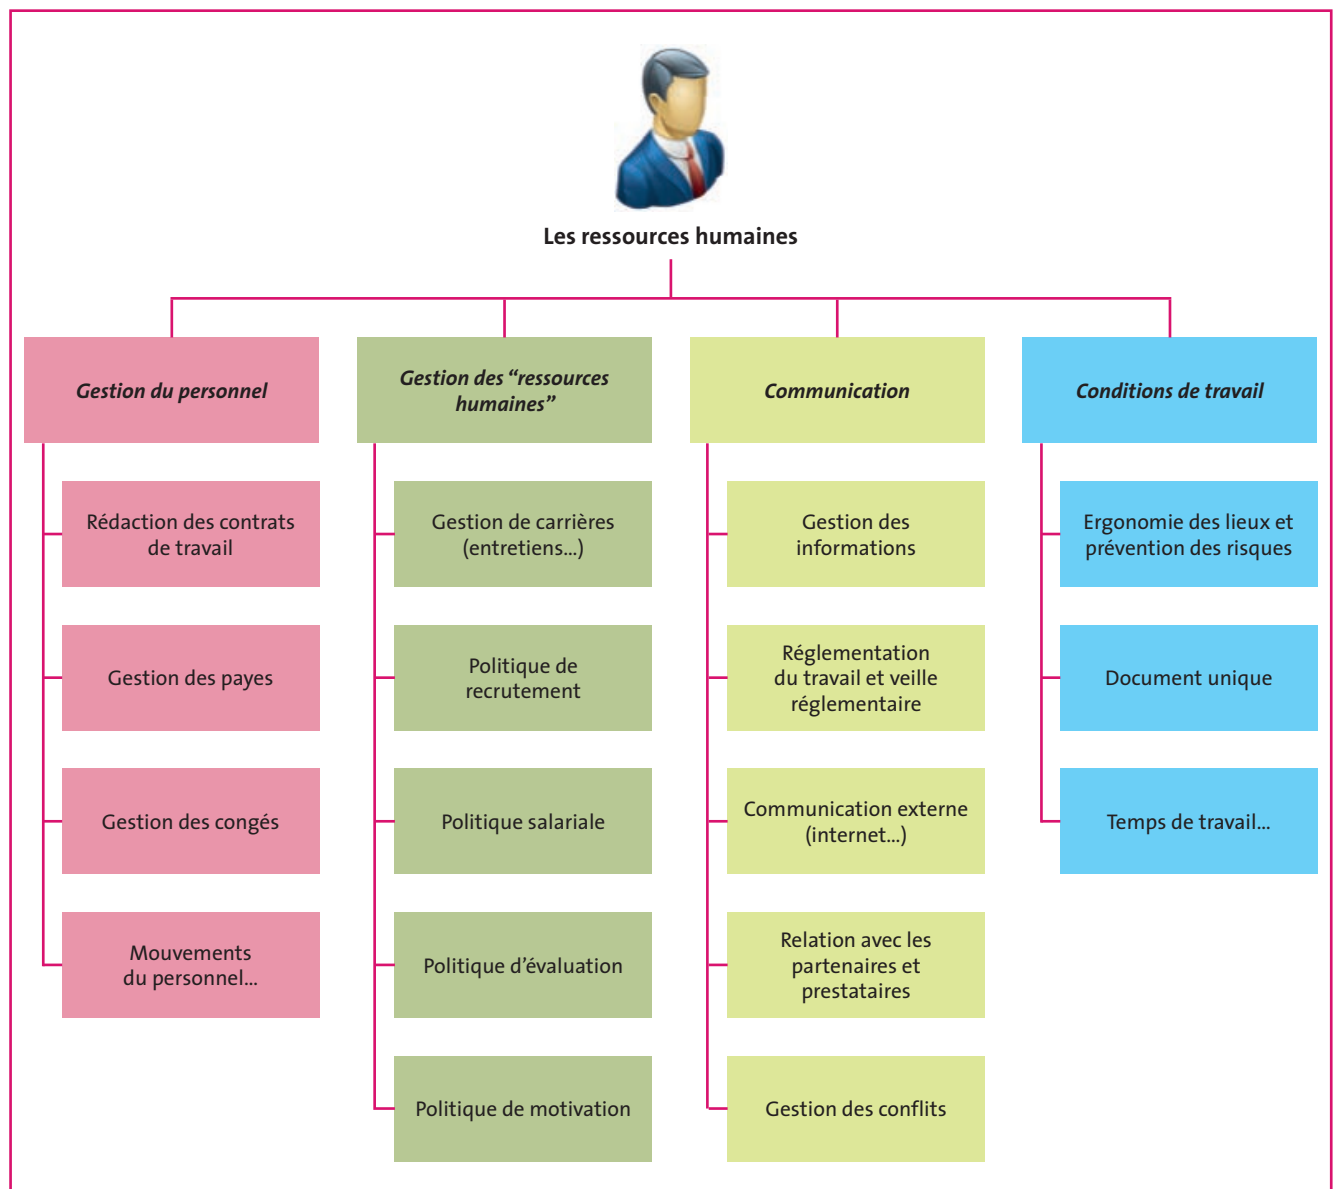 Les ressources humaines
Gestion du personnel
Rédaction des contrats
de travail
Gestion des payes
Gestion des congés
Mouvements
du personnel...
Gestion des “ressources
humaines”
Gestion de carrières
(entretiens...)
Politique de
recrutement
Politique salariale
Politique d’évaluation
Politique de motivation
Communication
Gestion des
informations
Réglementation
du travail et veille
réglementaire
Communication externe
(internet...)
Relation avec les
partenaires et
prestataires
Gestion des conflits
Conditions de travail
Ergonomie des lieux et
prévention des risques
Document unique
Temps de travail...